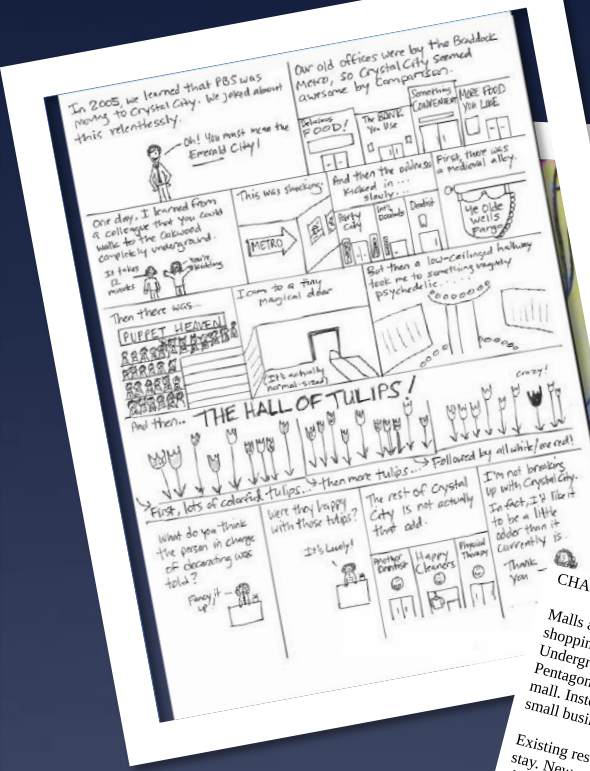 In 2005, we learned that PBS was
moving to Crystal City. We joked about
this relentlessly.
Oh! You must mean the
Emerald City!
Our old offices were by the Braddock
Metro, so Crystal City seemed
awesome by comparison.
Delicious
FOOD!
The BANK
You Use
Something
CONVENIENT
MORE FOOD
YOU LIKE
One day, I learned from
a colleague that you could
walk to the Oakwood
completely underground.
It takes
12
minutes
You're
kidding
This was shocking.
METRO
And then the oddness
kicked in...
slowly...
Party
City
Dentist
First, there was
a medieval alley.
Ye Olde
Wells
Fargo
Then there was...
PUPPET HEAVEN
I came to a tiny
magical door
(It's actually
normal-sized)
But then a low-ceilinged hallway
took me to something vaguely
psychedelic.....
And then...
THE HALL OF TULIPS!
crazy!
First, lots of colorful tulips...
then more tulips...
Followed by all white/one red!
What do you think
the person in charge
of decorating was
told?
Fancy it
up!
Were they happy
with those tulips?
It's Lovely!
The rest of Crystal
City is not actually
that odd.
Another
Dentist
Happy
Cleaners
Physical
Therapy
I'm not breaking
up with Crystal City.
In fact, I'd like it
to be a little
odder than it
currently is.
Thank
you
CHA
Malls a
shoppin
Undergr
Pentagon
mall. Inste
small busi
Existing res
stay. New